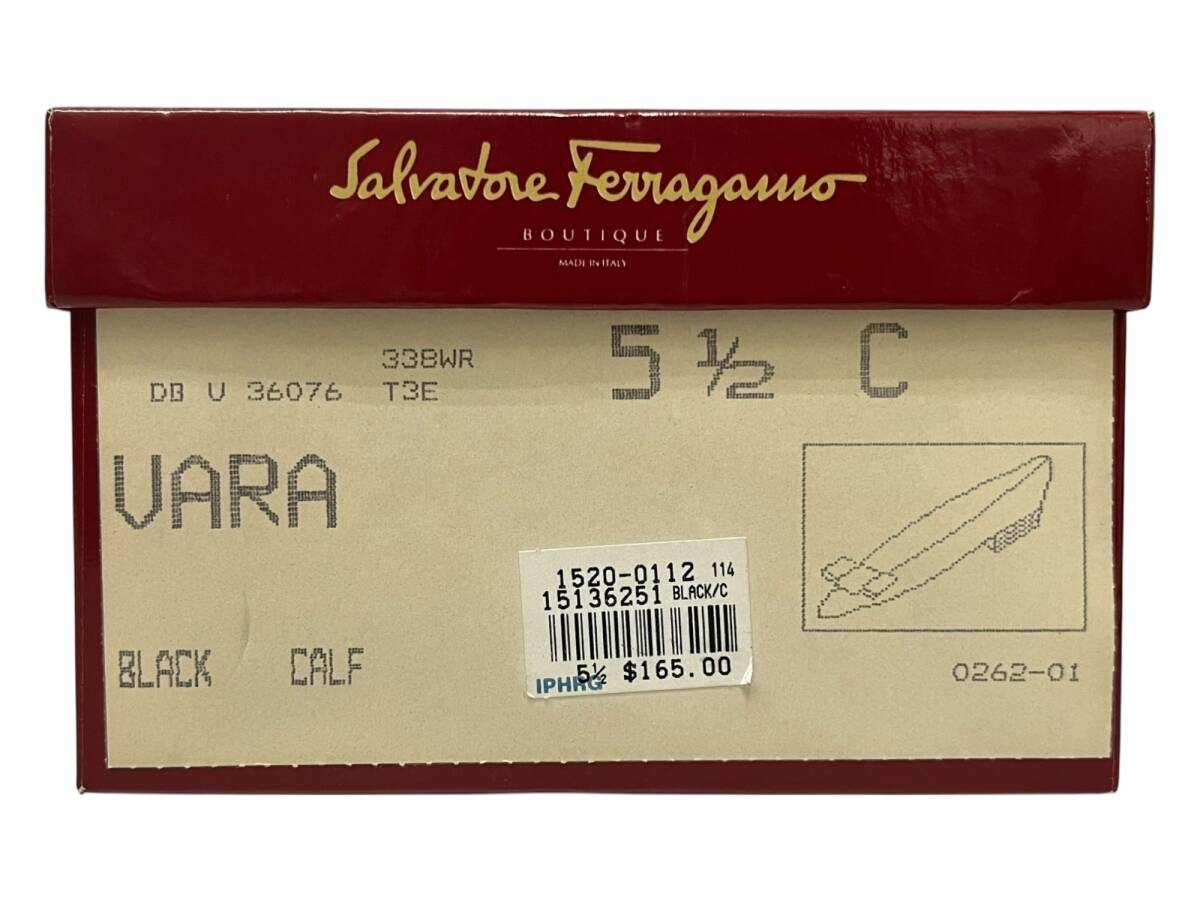 Salvatore Ferragamo
BOUTIQUE
MADE IN ITALY
338WR
5 ½ C
DB U 36076 T3E
VARA
1520-0112 114
15136251 BLACK/C
5½ $165.00
IPHRG
BLACK CALF
0262-01